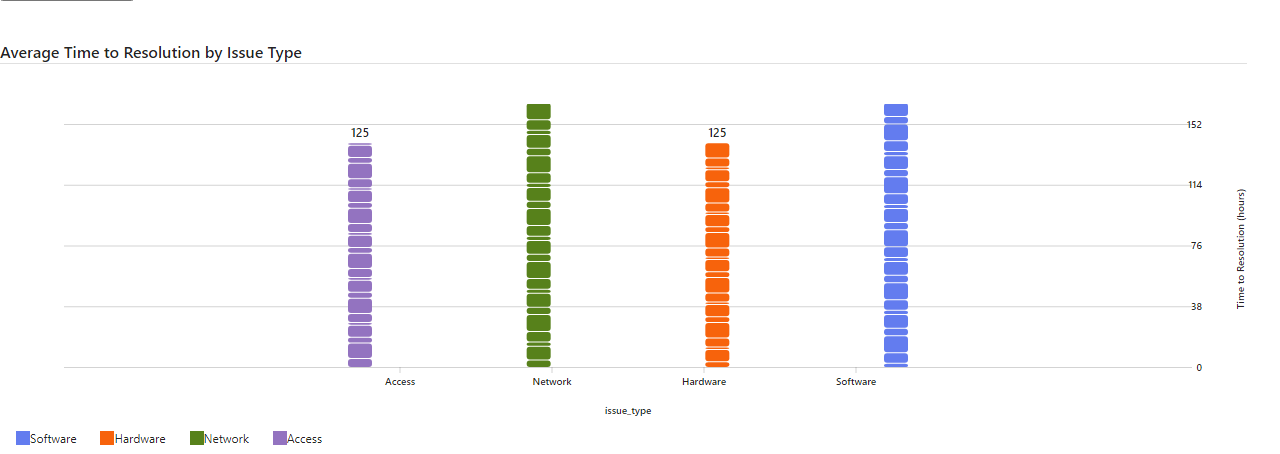 Average Time to Resolution by Issue Type
125
125
152
114
76
38
0
Time to Resolution (hours)
Access Network Hardware Software
issue_type
Software Hardware Network Access